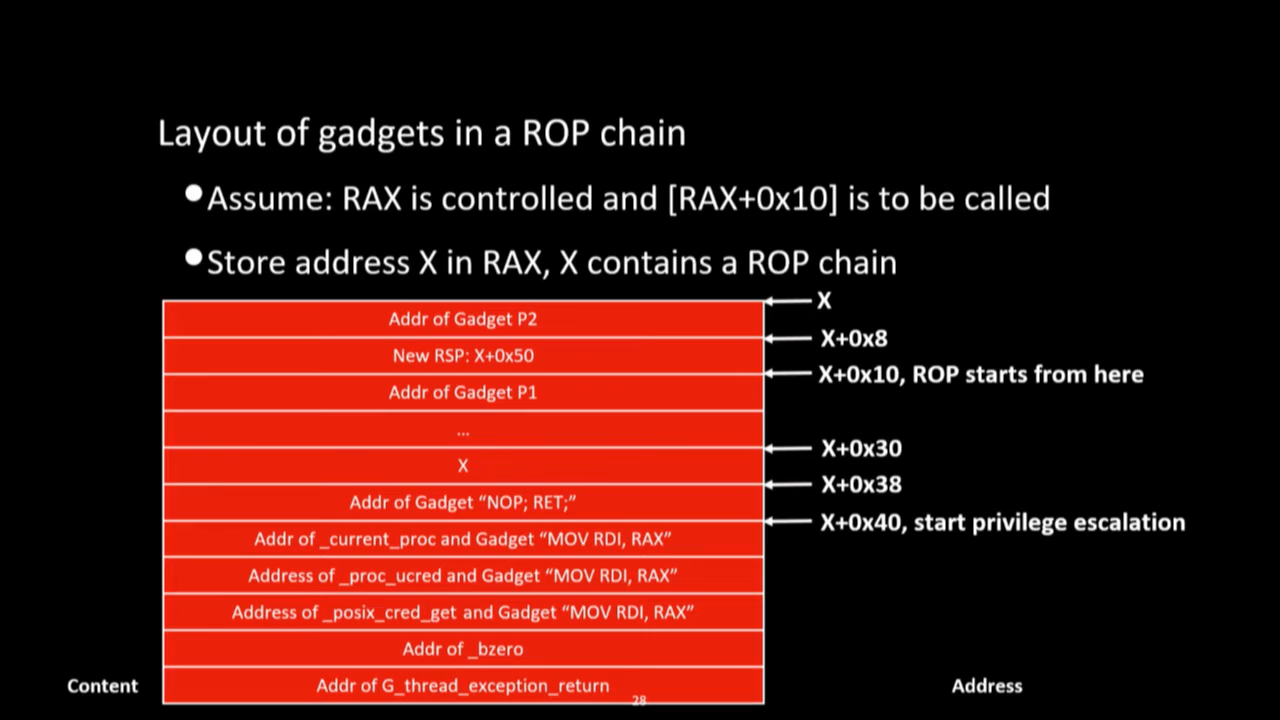 Layout of gadgets in a ROP chain
●Assume: RAX is controlled and [RAX+0x10] is to be called
●Store address X in RAX, X contains a ROP chain
X
Addr of Gadget P2
X+0x8
New RSP: X+0x50
X+0x10, ROP starts from here
Addr of Gadget P1
...
X+0x30
X
X+0x38
Addr of Gadget “NOP; RET;”
X+0x40, start privilege escalation
Addr of _current_proc and Gadget “MOV RDI, RAX”
Address of _proc_ucred and Gadget “MOV RDI, RAX”
Address of _posix_cred_get and Gadget “MOV RDI, RAX”
Addr of _bzero
Content
Addr of G_thread_exception_return
Address
28